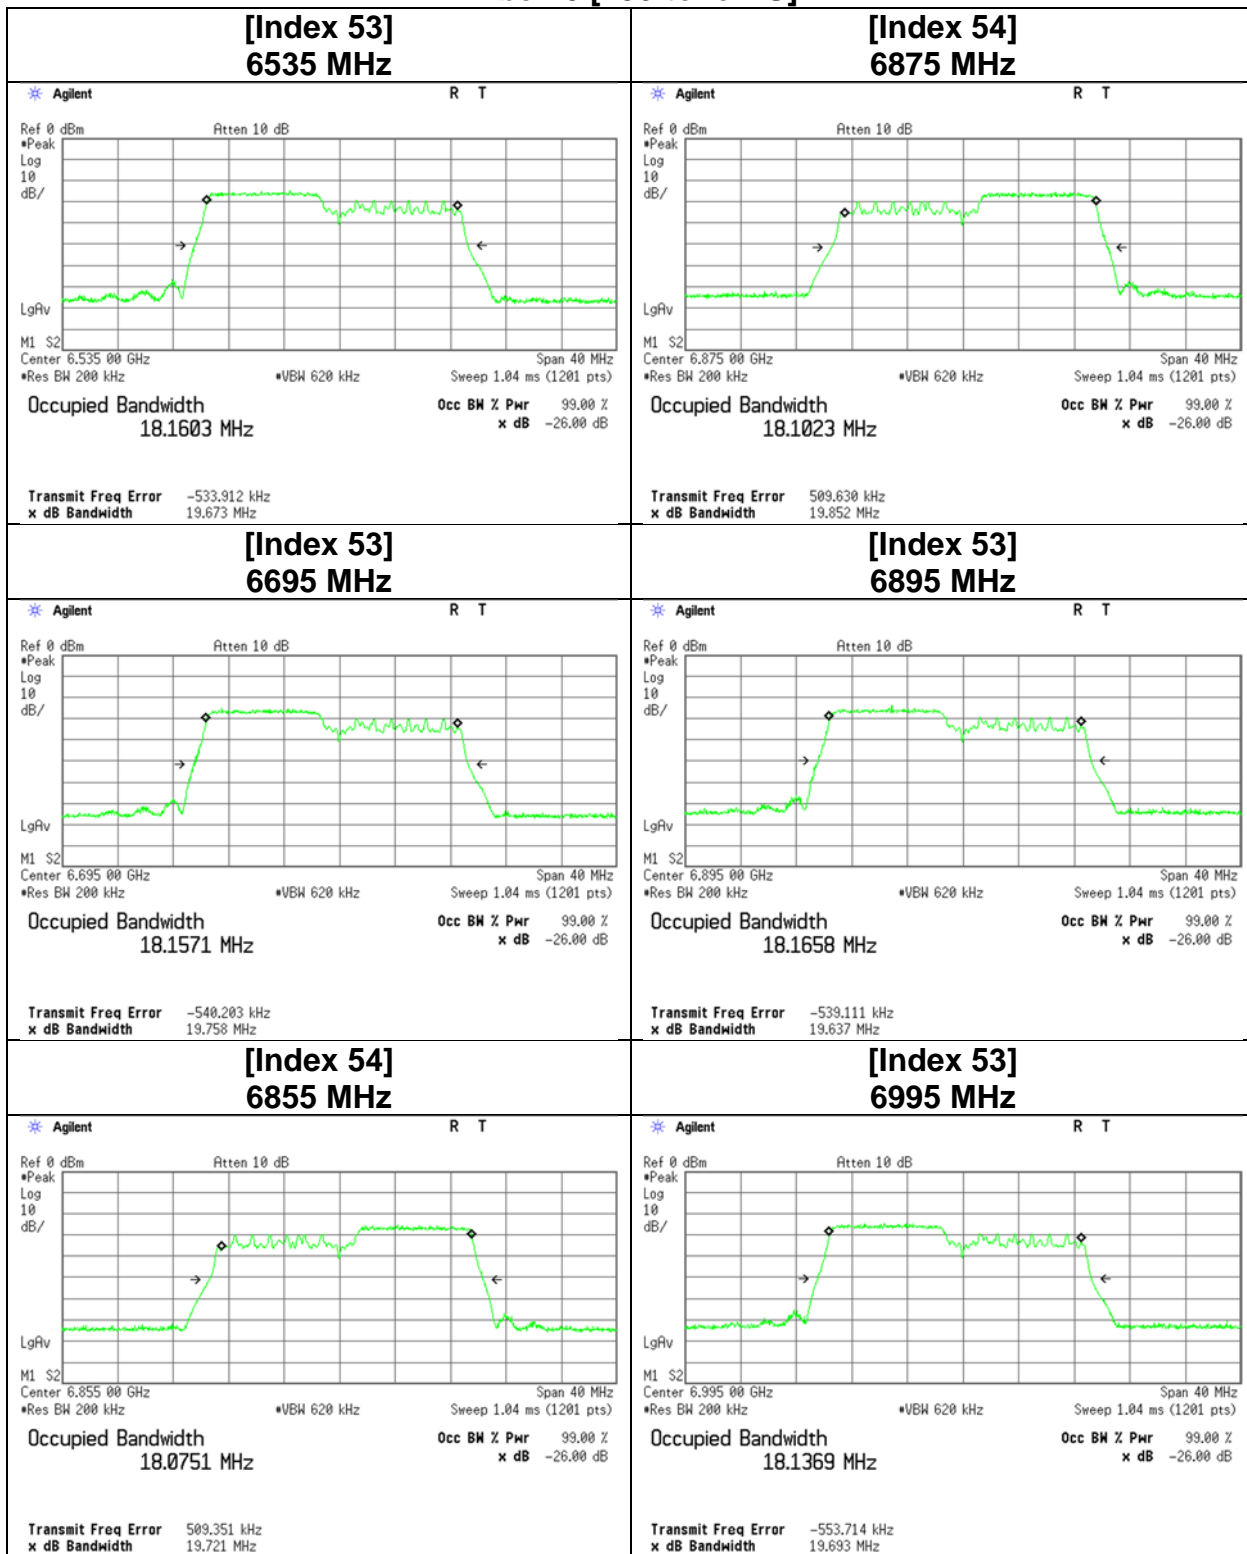 [Index 53]
6535 MHz
Agilent
R T
Ref 0 dBm Atten 10 dB
#Peak
Log
10
dB/
LgAv
M1 S2
Center 6.535 00 GHz Span 40 MHz
#Res BW 200 kHz #VBW 620 kHz Sweep 1.04 ms (1201 pts)
Occupied Bandwidth Occ BW % Pwr 99.00 %
18.1603 MHz x dB -26.00 dB
Transmit Freq Error -533.912 kHz
x dB Bandwidth 19.673 MHz
[Index 54]
6875 MHz
Agilent
R T
Ref 0 dBm Atten 10 dB
#Peak
Log
10
dB/
LgAv
M1 S2
Center 6.875 00 GHz Span 40 MHz
#Res BW 200 kHz #VBW 620 kHz Sweep 1.04 ms (1201 pts)
Occupied Bandwidth Occ BW % Pwr 99.00 %
18.1023 MHz x dB -26.00 dB
Transmit Freq Error 509.630 kHz
x dB Bandwidth 19.852 MHz
[Index 53]
6695 MHz
Agilent
R T
Ref 0 dBm Atten 10 dB
#Peak
Log
10
dB/
LgAv
M1 S2
Center 6.695 00 GHz Span 40 MHz
#Res BW 200 kHz #VBW 620 kHz Sweep 1.04 ms (1201 pts)
Occupied Bandwidth Occ BW % Pwr 99.00 %
18.1571 MHz x dB -26.00 dB
Transmit Freq Error -540.203 kHz
x dB Bandwidth 19.758 MHz
[Index 53]
6895 MHz
Agilent
R T
Ref 0 dBm Atten 10 dB
#Peak
Log
10
dB/
LgAv
M1 S2
Center 6.895 00 GHz Span 40 MHz
#Res BW 200 kHz #VBW 620 kHz Sweep 1.04 ms (1201 pts)
Occupied Bandwidth Occ BW % Pwr 99.00 %
18.1658 MHz x dB -26.00 dB
Transmit Freq Error -539.111 kHz
x dB Bandwidth 19.637 MHz
[Index 54]
6855 MHz
Agilent
R T
Ref 0 dBm Atten 10 dB
#Peak
Log
10
dB/
LgAv
M1 S2
Center 6.855 00 GHz Span 40 MHz
#Res BW 200 kHz #VBW 620 kHz Sweep 1.04 ms (1201 pts)
Occupied Bandwidth Occ BW % Pwr 99.00 %
18.0751 MHz x dB -26.00 dB
Transmit Freq Error 509.351 kHz
x dB Bandwidth 19.721 MHz
[Index 53]
6995 MHz
Agilent
R T
Ref 0 dBm Atten 10 dB
#Peak
Log
10
dB/
LgAv
M1 S2
Center 6.995 00 GHz Span 40 MHz
#Res BW 200 kHz #VBW 620 kHz Sweep 1.04 ms (1201 pts)
Occupied Bandwidth Occ BW % Pwr 99.00 %
18.1369 MHz x dB -26.00 dB
Transmit Freq Error -553.714 kHz
x dB Bandwidth 19.693 MHz